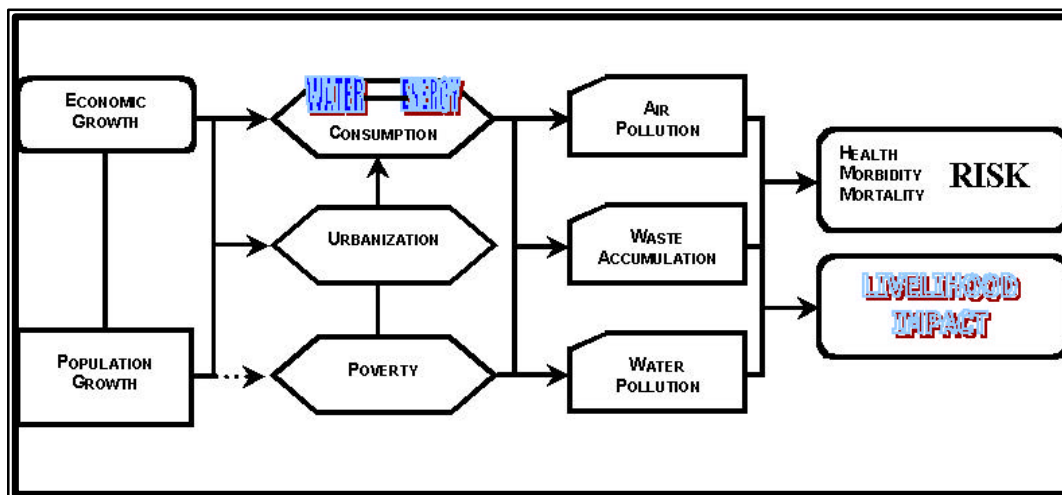 ECONOMIC
GROWTH
POPULATION
GROWTH
WATER ENERGY
CONSUMPTION
URBANIZATION
POVERTY
AIR
POLLUTION
WASTE
ACCUMULATION
WATER
POLLUTION
HEALTH
MORBIDITY
MORTALITY
RISK
LIVELIHOOD
IMPACT